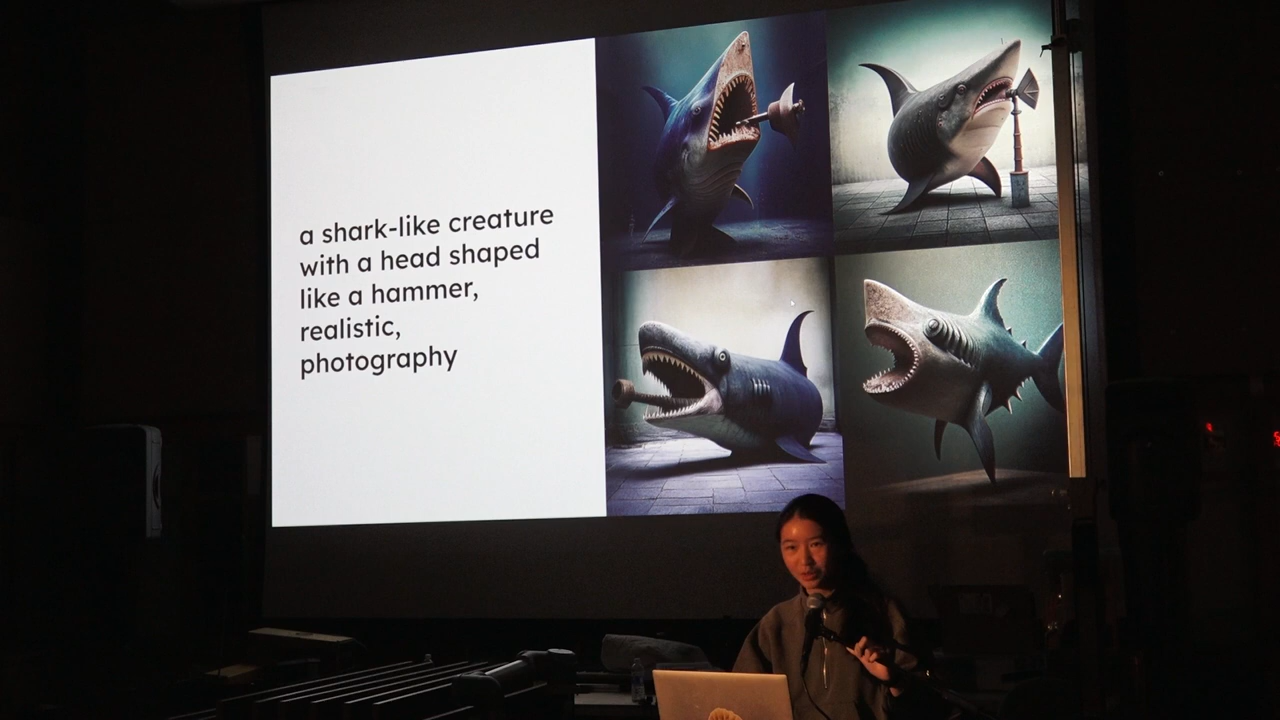 a shark-like creature
with a head shaped
like a hammer,
realistic,
photography